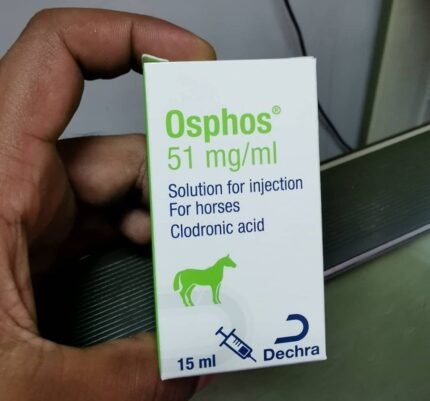 Osphos®
51 mg/ml
Solution for injection
For horses
Clodronic acid
15 ml
Dechra